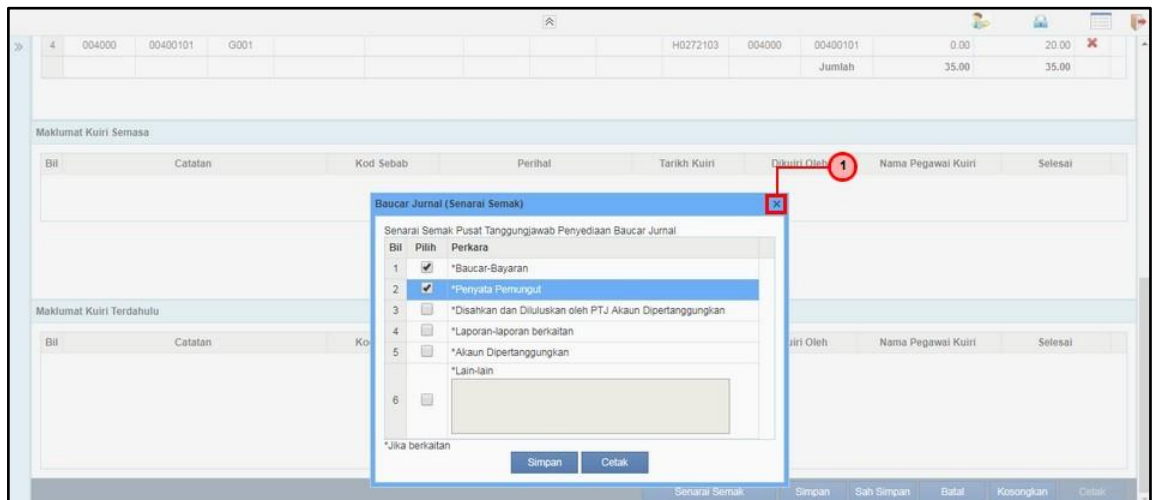 4 004000 00400101 G001 H0272103 004000 00400101 0.00 20.00
Jumlah 35.00 35.00
Maklumat Kuiri Semasa
Bil Catatan Kod Sebab Perihal Tarikh Kuiri Dikuiri Oleh Nama Pegawai Kuiri Selesai
1
Baucar Jurnal (Senarai Semak)
Senarai Semak Pusat Tanggungjawab Penyediaan Baucar Jurnal
Bil Pilih Perkara
1 *Baucar-Bayaran
2 *Penyata Pemungut
3 *Disahkan dan Diluluskan oleh PTJ Akaun Dipertanggungkan
4 *Laporan-laporan berkaitan
5 *Akaun Dipertanggungkan
6 *Lain-lain
*Jika berkaitan
Simpan Cetak
Maklumat Kuiri Terdahulu
Bil Catatan Ko uiri Oleh Nama Pegawai Kuiri Selesai
Senarai Semak Simpan Sah Simpan Batal Kosongkan Cetak